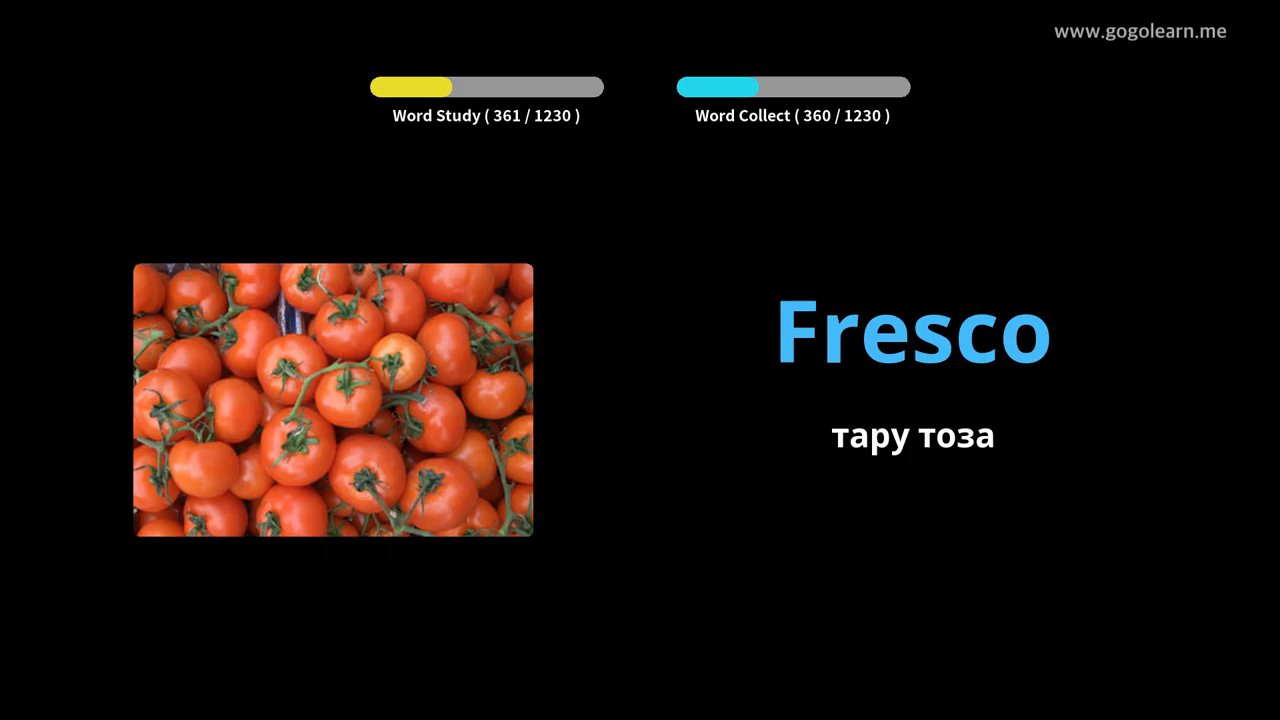 www.gogolearn.me
Word Study ( 361 / 1230 )
Word Collect ( 360 / 1230 )
Fresco
тару тоза